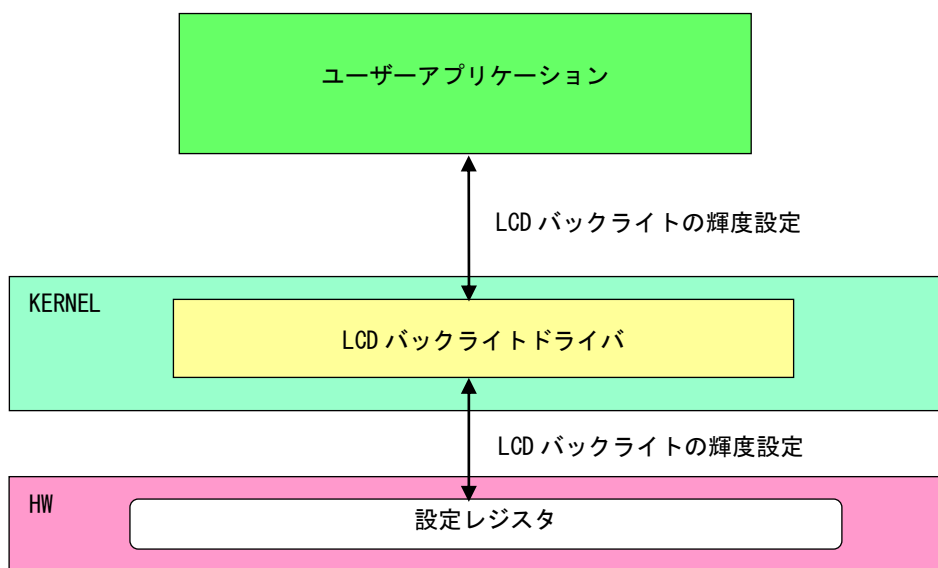 ユーザーアプリケーション
LCD バックライトの輝度設定
KERNEL
LCD バックライトドライバ
LCD バックライトの輝度設定
HW
設定レジスタ